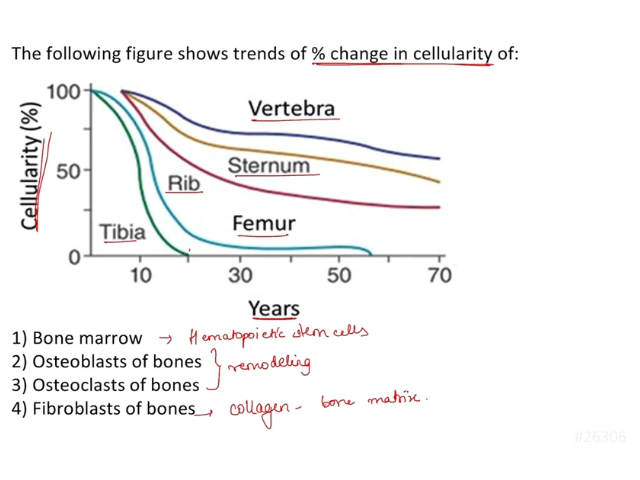 The following figure shows trends of % change in cellularity of:
100
Vertebra
Cellularity (%)
Sternum
50
Rib
Femur
Tibia
0
10 30 50 70
Years
1) Bone marrow → Hematopoietic stem cells
2) Osteoblasts of bones
remodeling
3) Osteoclasts of bones
4) Fibroblasts of bones → collagen - bone matrix.
#26306